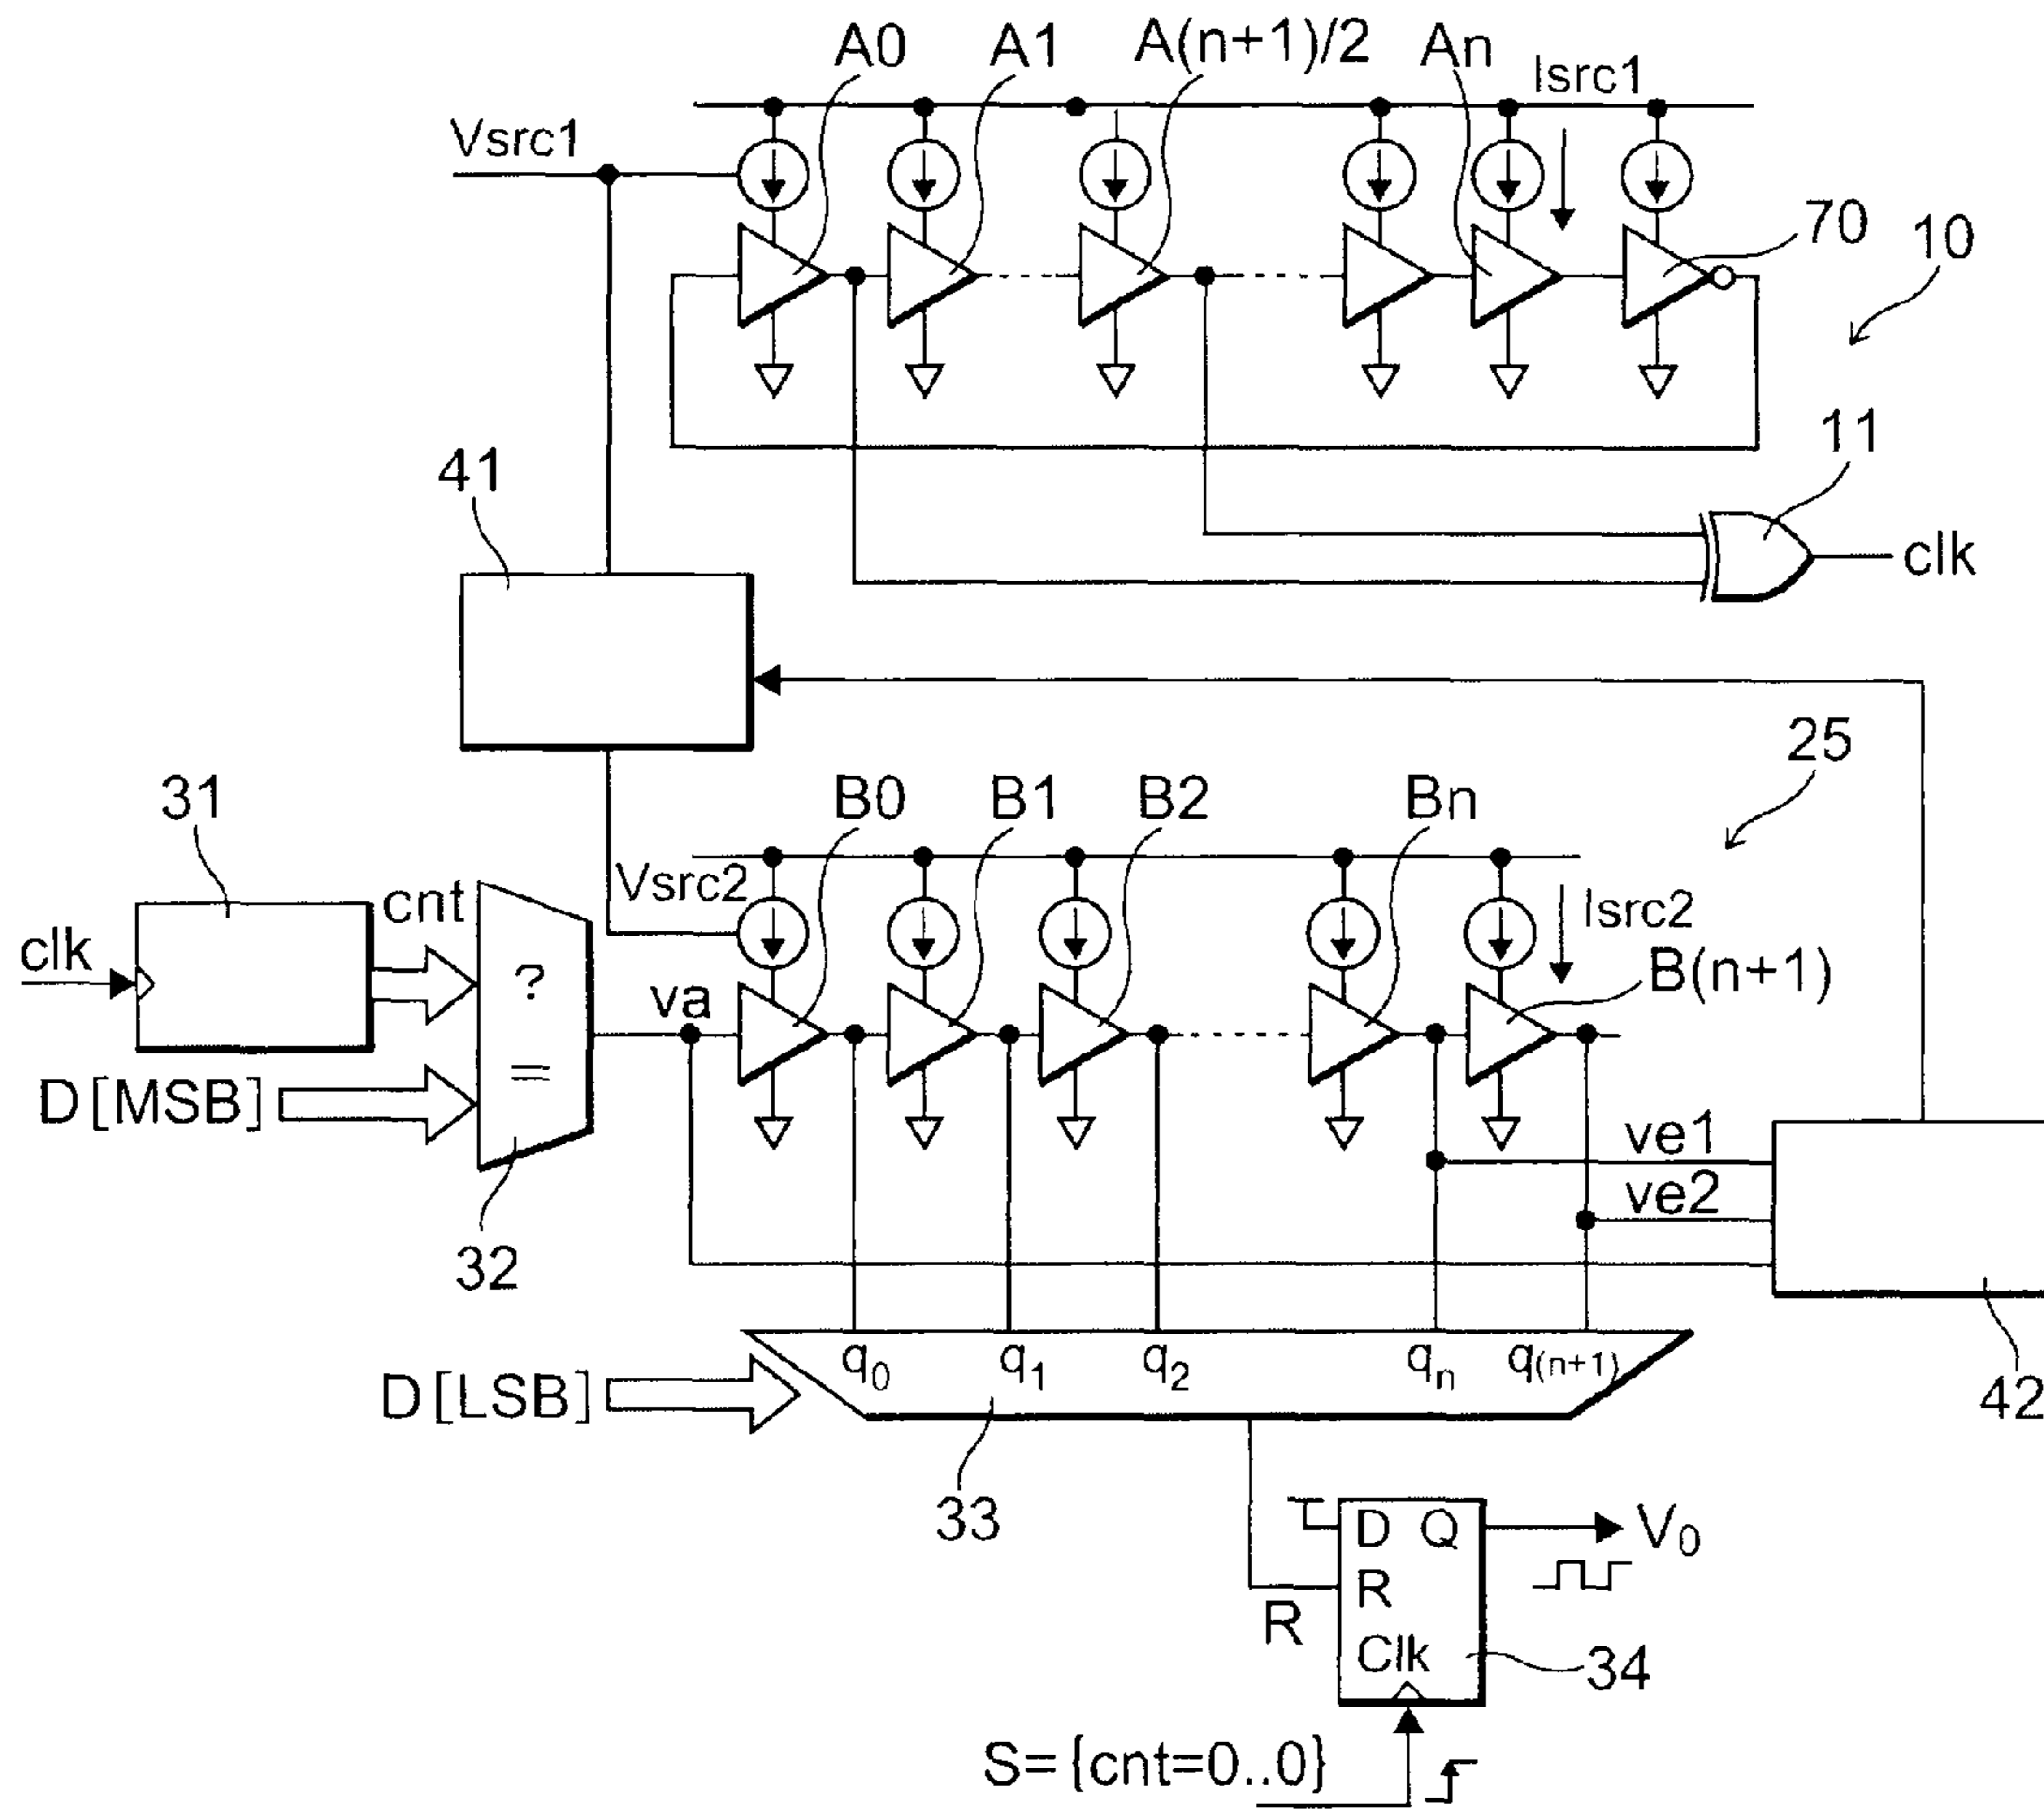 A0 A1 A(n+1)/2 An Isrc1
Vsrc1
70 10
11
41
clk
25
31 B0 B1 B2 Bn
cnt Vsrc2 Isrc2
clk ? va B(n+1)
D[MSB] =
ve1
ve2
32
q0 q1 q2 qn q(n+1)
D[LSB] 42
33
D Q V0
R
R
Clk 34
S={cnt=0..0}